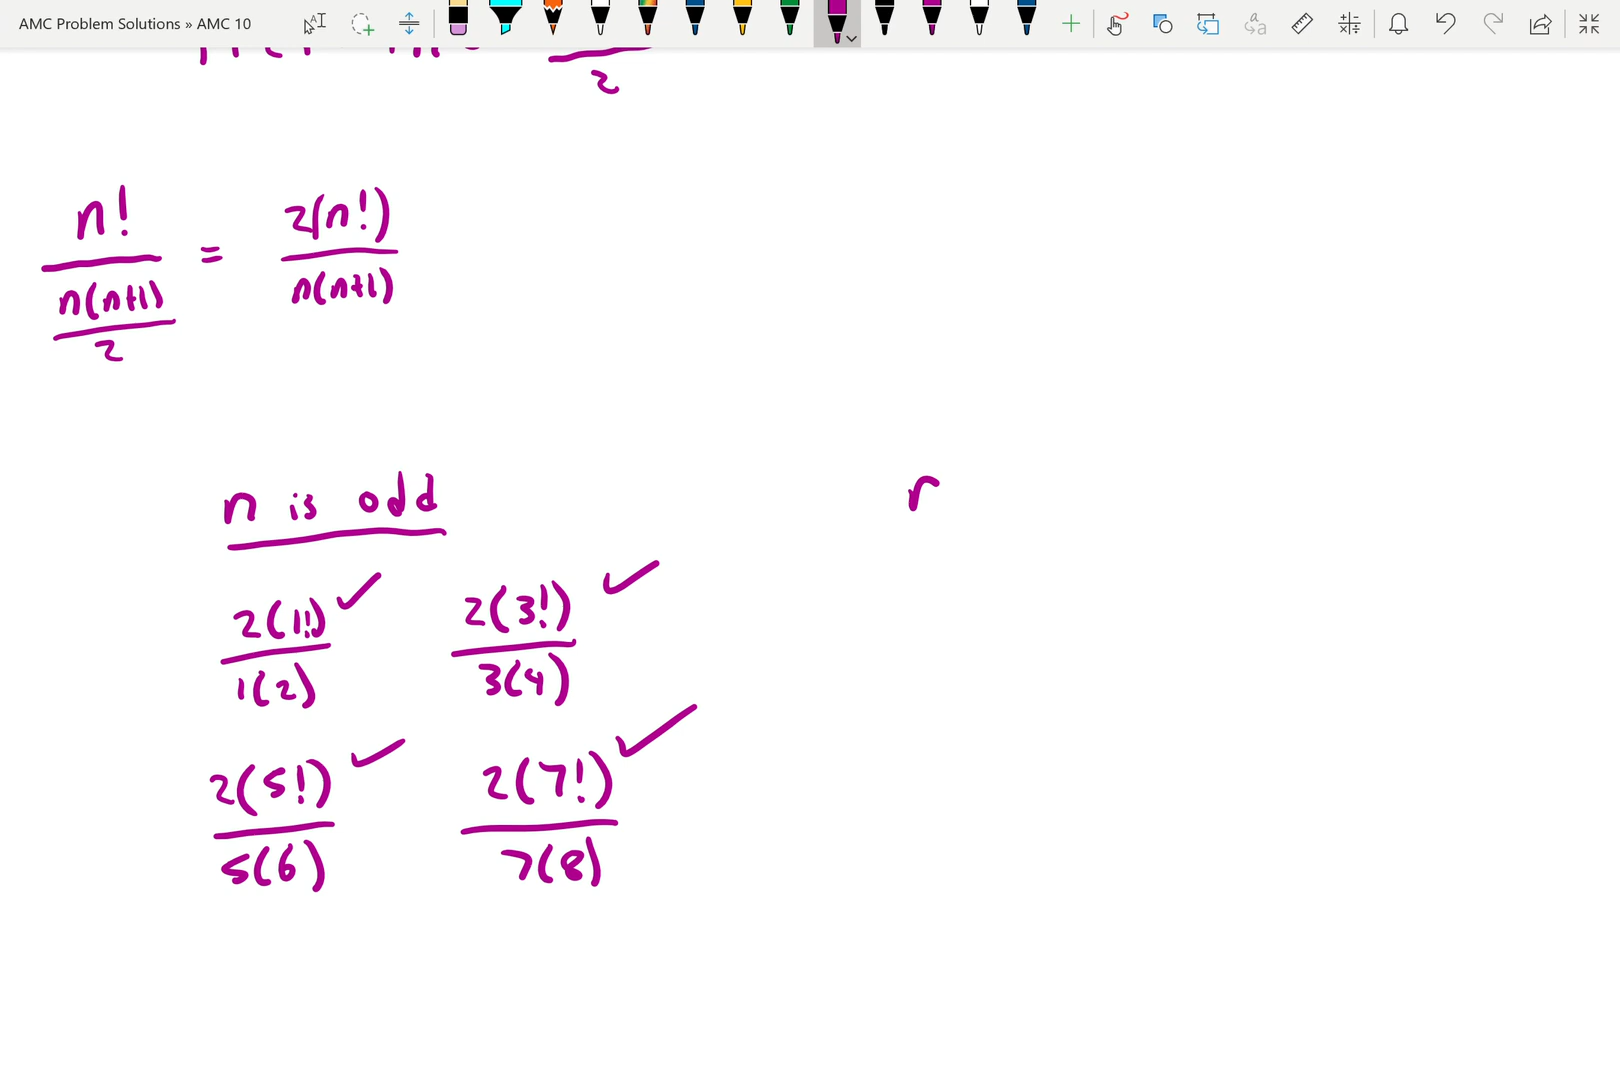 AMC Problem Solutions » AMC 10
2
n! / (n(n+1) / 2) = 2(n!) / n(n+1)
n is odd
r
2(1!) / 1(2) ✓ 2(3!) / 3(4) ✓
2(5!) / 5(6) ✓ 2(7!) / 7(8) ✓